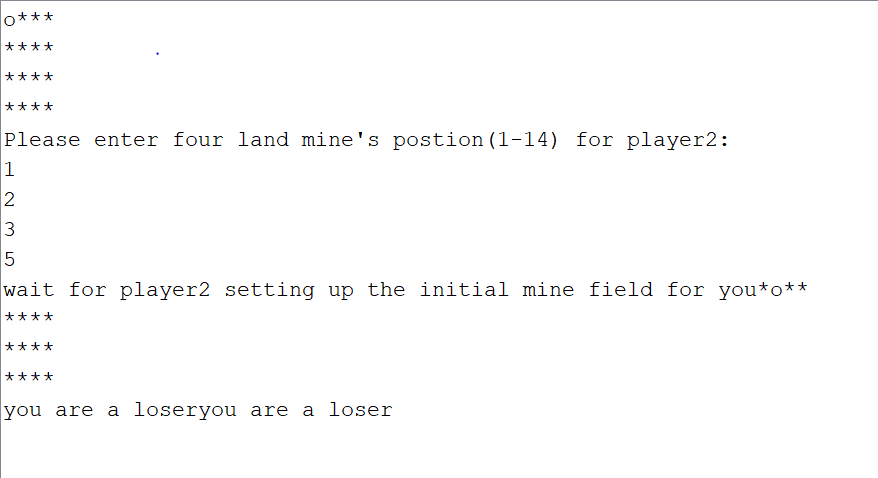 o***
****
****
****
Please enter four land mine's postion(1-14) for player2:
1
2
3
5
wait for player2 setting up the initial mine field for you*o**
****
****
****
you are a loseryou are a loser